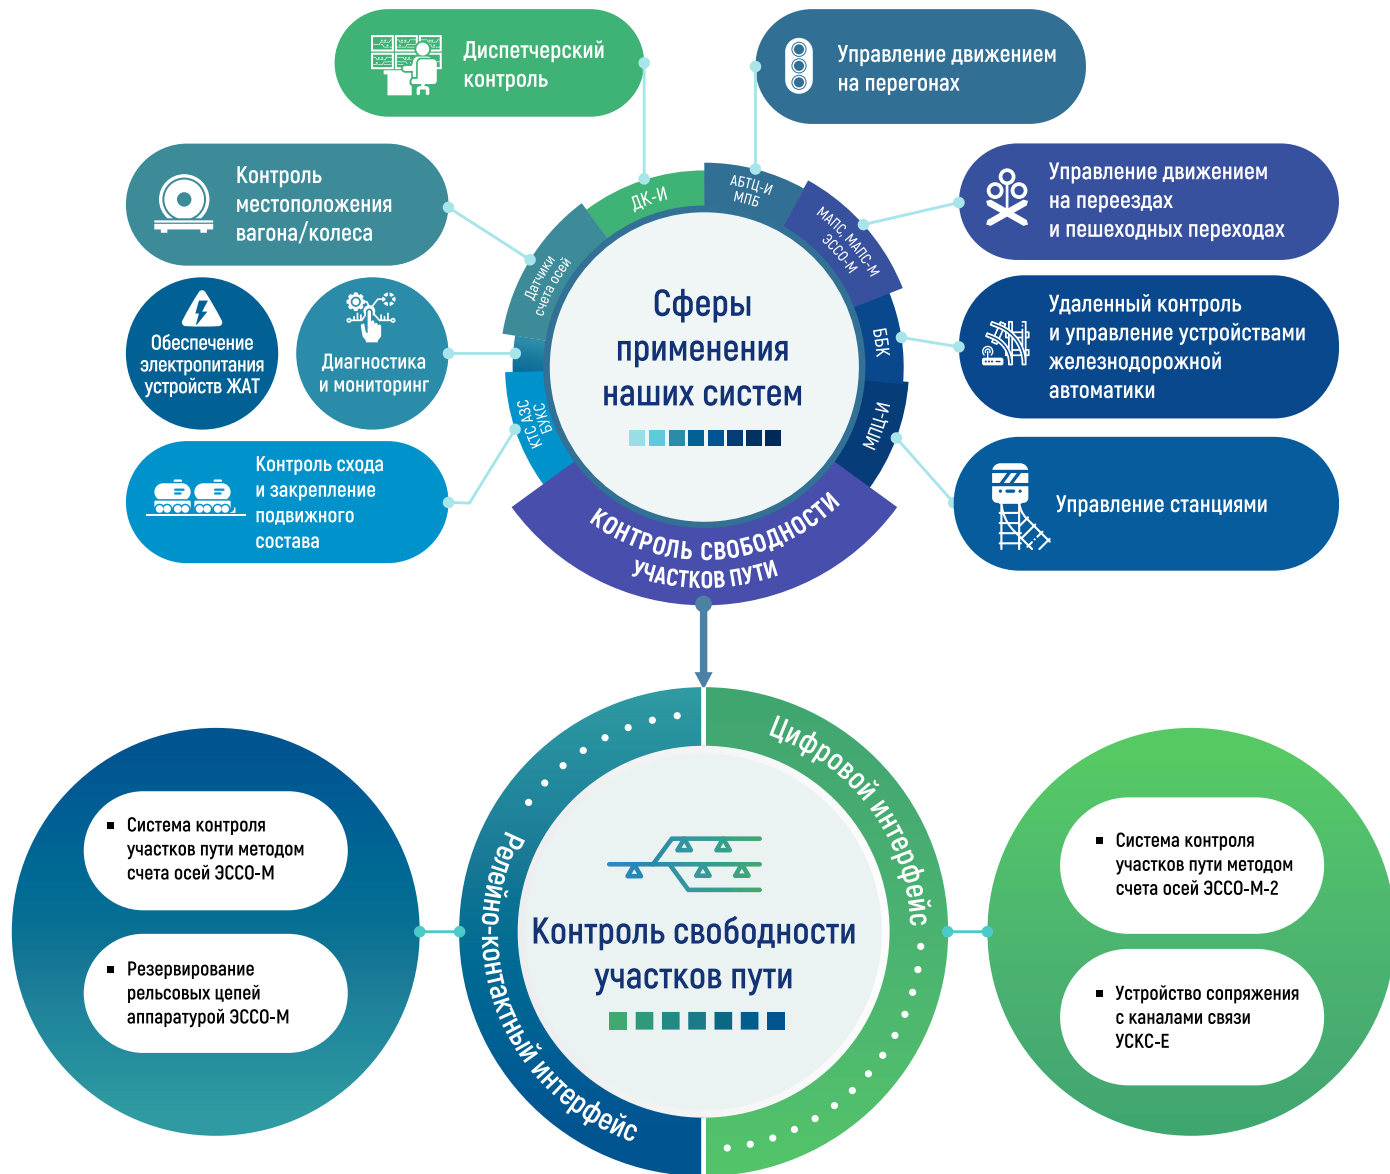 Диспетчерский
контроль
Управление движением
на перегонах
Контроль
местоположения
вагона/колеса
Управление движением
на переездах
и пешеходных переходах
Обеспечение
электропитания
устройств ЖАТ
Диагностика
и мониторинг
Удаленный контроль
и управление устройствами
железнодорожной
автоматики
Контроль схода
и закрепление
подвижного
состава
Управление станциями
КТС АЗС
БУКС
Датчики
счета осей
ДК-И
АБТЦ-И
МПБ
МАПС, МАПС-М
ЭССО-М
ББК
МПЦ-И
Сферы
применения
наших систем
КОНТРОЛЬ СВОБОДНОСТИ
УЧАСТКОВ ПУТИ
Релейно-контактный интерфейс
Цифровой интерфейс
Контроль свободности
участков пути
▪ Система контроля
участков пути методом
счета осей ЭССО-М
▪ Резервирование
рельсовых цепей
аппаратурой ЭССО-М
▪ Система контроля
участков пути методом
счета осей ЭССО-М-2
▪ Устройство сопряжения
с каналами связи
УСКС-Е